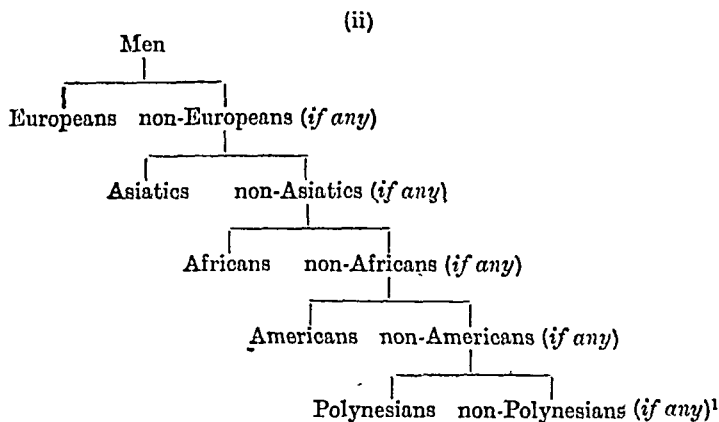 (ii)
Men
Europeans non-Europeans (if any)
Asiatics non-Asiatics (if any)
Africans non-Africans (if any)
Americans non-Americans (if any)
Polynesians non-Polynesians (if any)¹